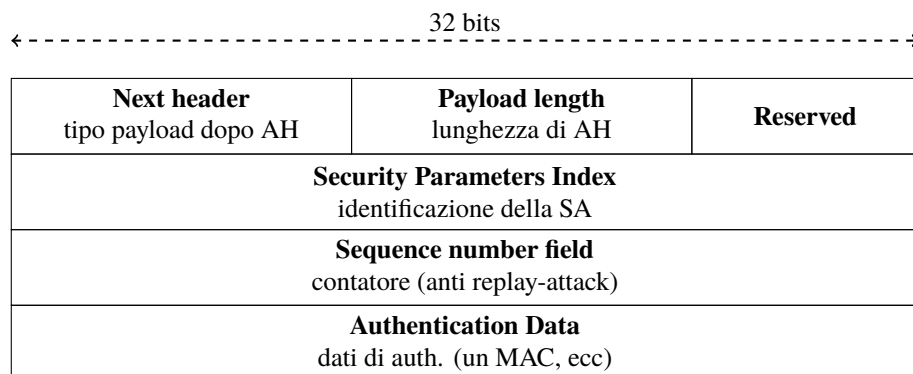 32 bits
Next header
tipo payload dopo AH
Payload length
lunghezza di AH
Reserved
Security Parameters Index
identificazione della SA
Sequence number field
contatore (anti replay-attack)
Authentication Data
dati di auth. (un MAC, ecc)